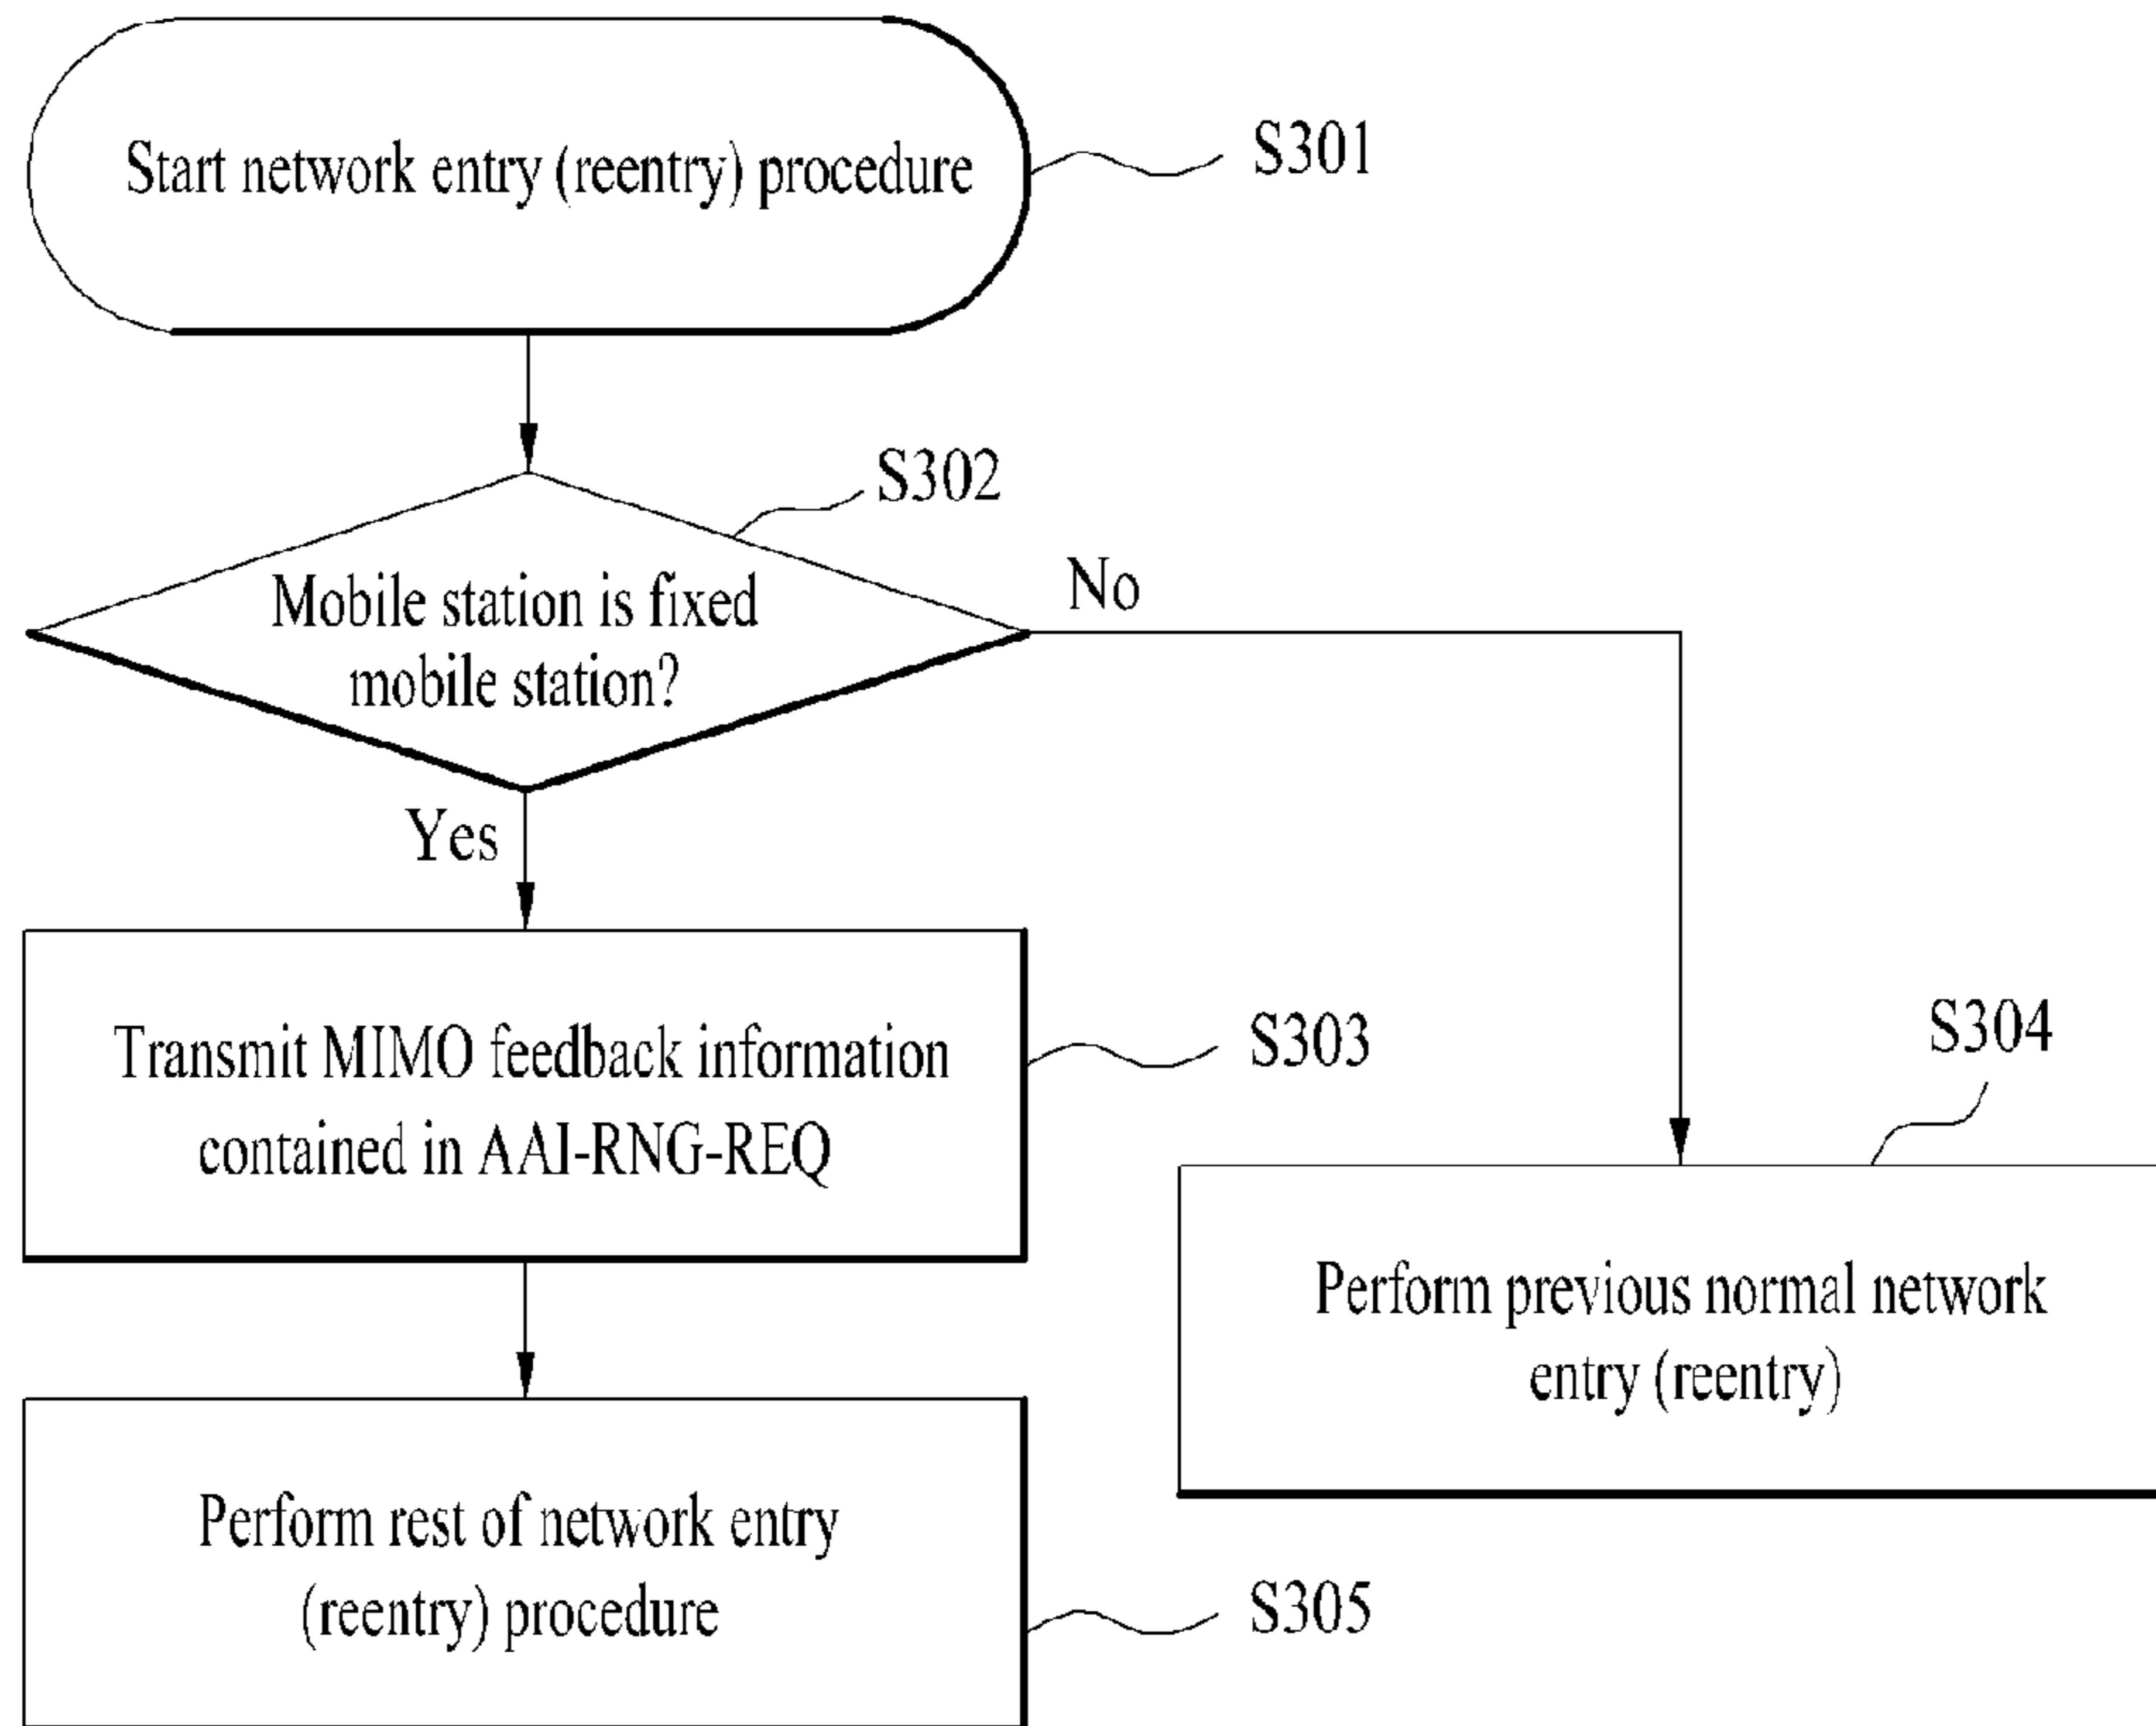 Start network entry (reentry) procedure
S301
S302
Mobile station is fixed
mobile station?
No
Yes
Transmit MIMO feedback information
contained in AAI-RNG-REQ
S303
S304
Perform previous normal network
entry (reentry)
Perform rest of network entry
(reentry) procedure
S305